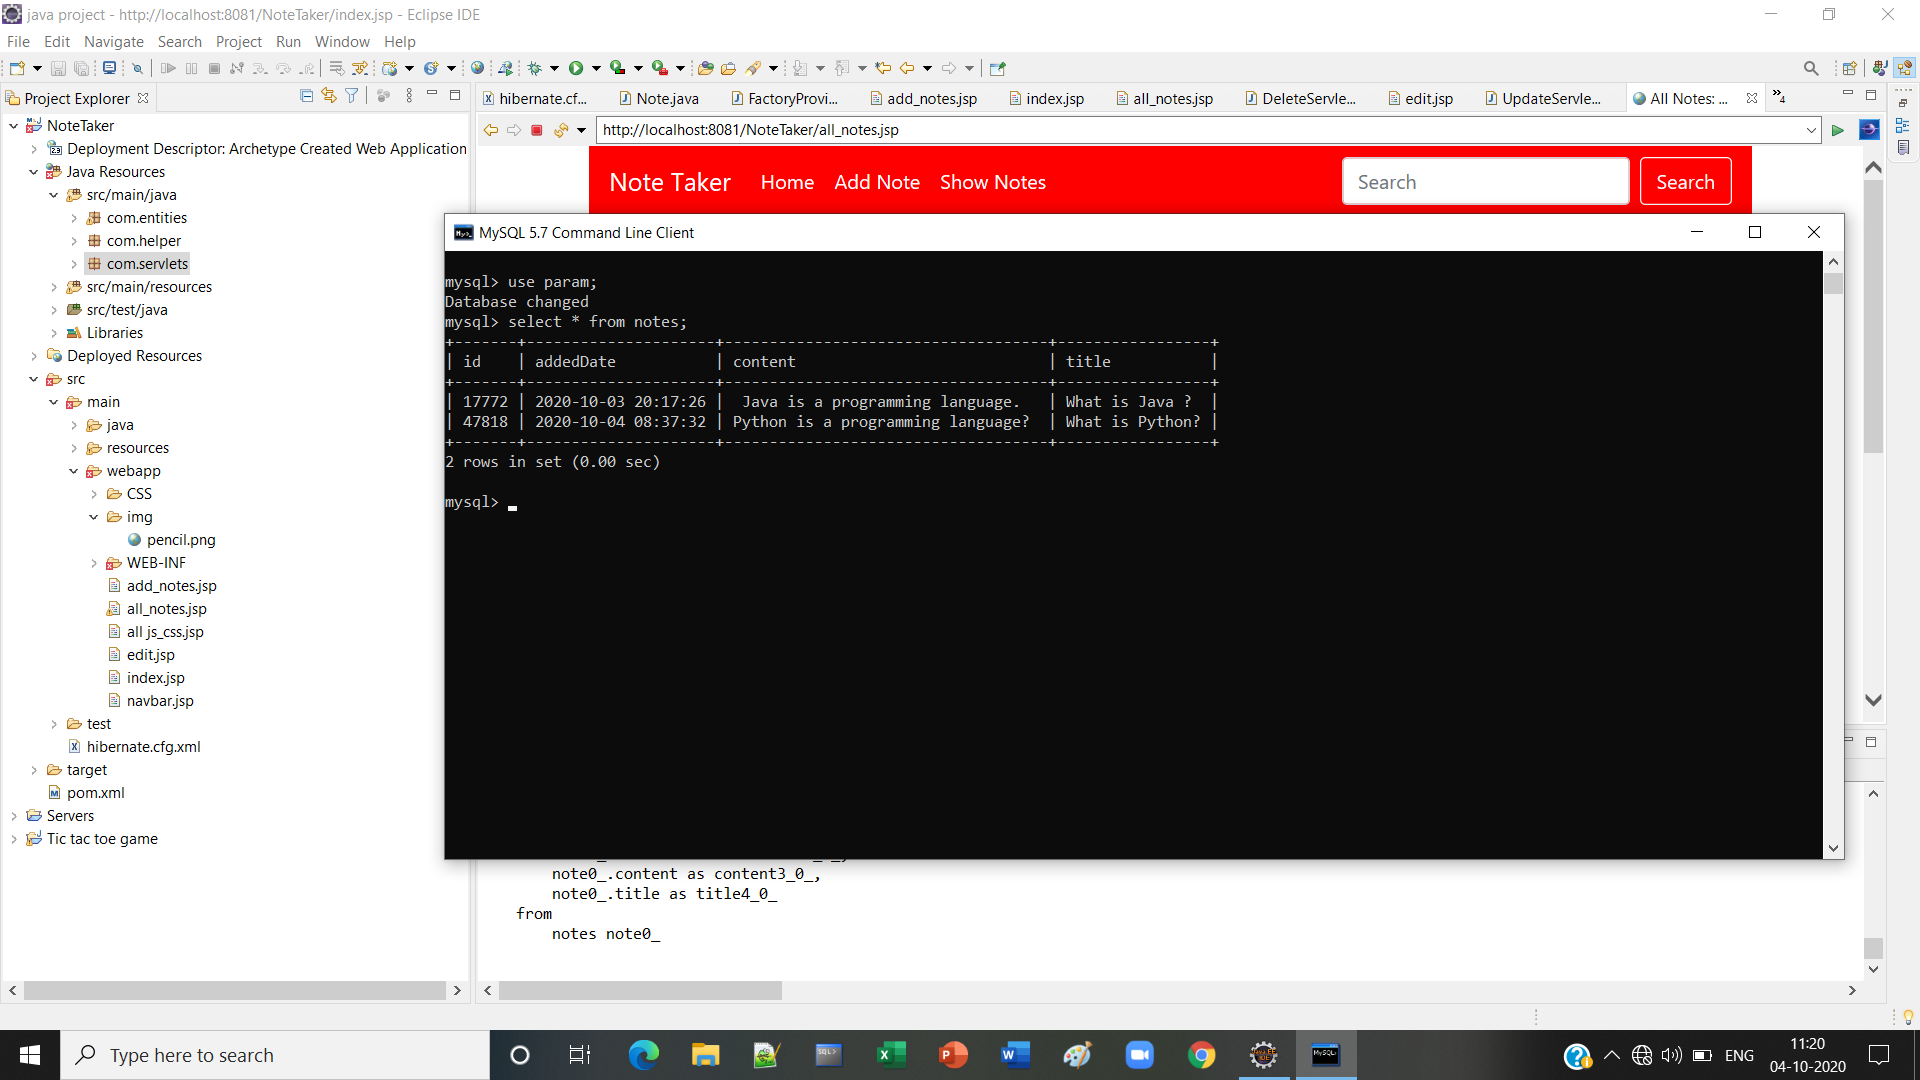 java project - http://localhost:8081/NoteTaker/index.jsp - Eclipse IDE
File Edit Navigate Search Project Run Window Help
Project Explorer
hibernate.cf... Note.java FactoryProvi... add_notes.jsp index.jsp all_notes.jsp DeleteServle... edit.jsp UpdateServle... All Notes: ... »4
http://localhost:8081/NoteTaker/all_notes.jsp
NoteTaker
Deployment Descriptor: Archetype Created Web Application
Java Resources
src/main/java
com.entities
com.helper
com.servlets
src/main/resources
src/test/java
Libraries
Deployed Resources
src
main
java
resources
webapp
CSS
img
pencil.png
WEB-INF
add_notes.jsp
all_notes.jsp
all js_css.jsp
edit.jsp
index.jsp
navbar.jsp
test
hibernate.cfg.xml
target
pom.xml
Servers
Tic tac toe game
Note Taker Home Add Note Show Notes Search Search
MySQL 5.7 Command Line Client
mysql> use param;
Database changed
mysql> select * from notes;
+-------+---------------------+------------------------------------+-----------------+
| id | addedDate | content | title |
+-------+---------------------+------------------------------------+-----------------+
| 17772 | 2020-10-03 20:17:26 | Java is a programming language. | What is Java ? |
| 47818 | 2020-10-04 08:37:32 | Python is a programming language? | What is Python? |
+-------+---------------------+------------------------------------+-----------------+
2 rows in set (0.00 sec)
mysql>
note0_.content as content3_0_,
note0_.title as title4_0_
from
notes note0_
Type here to search
ENG
11:20
04-10-2020